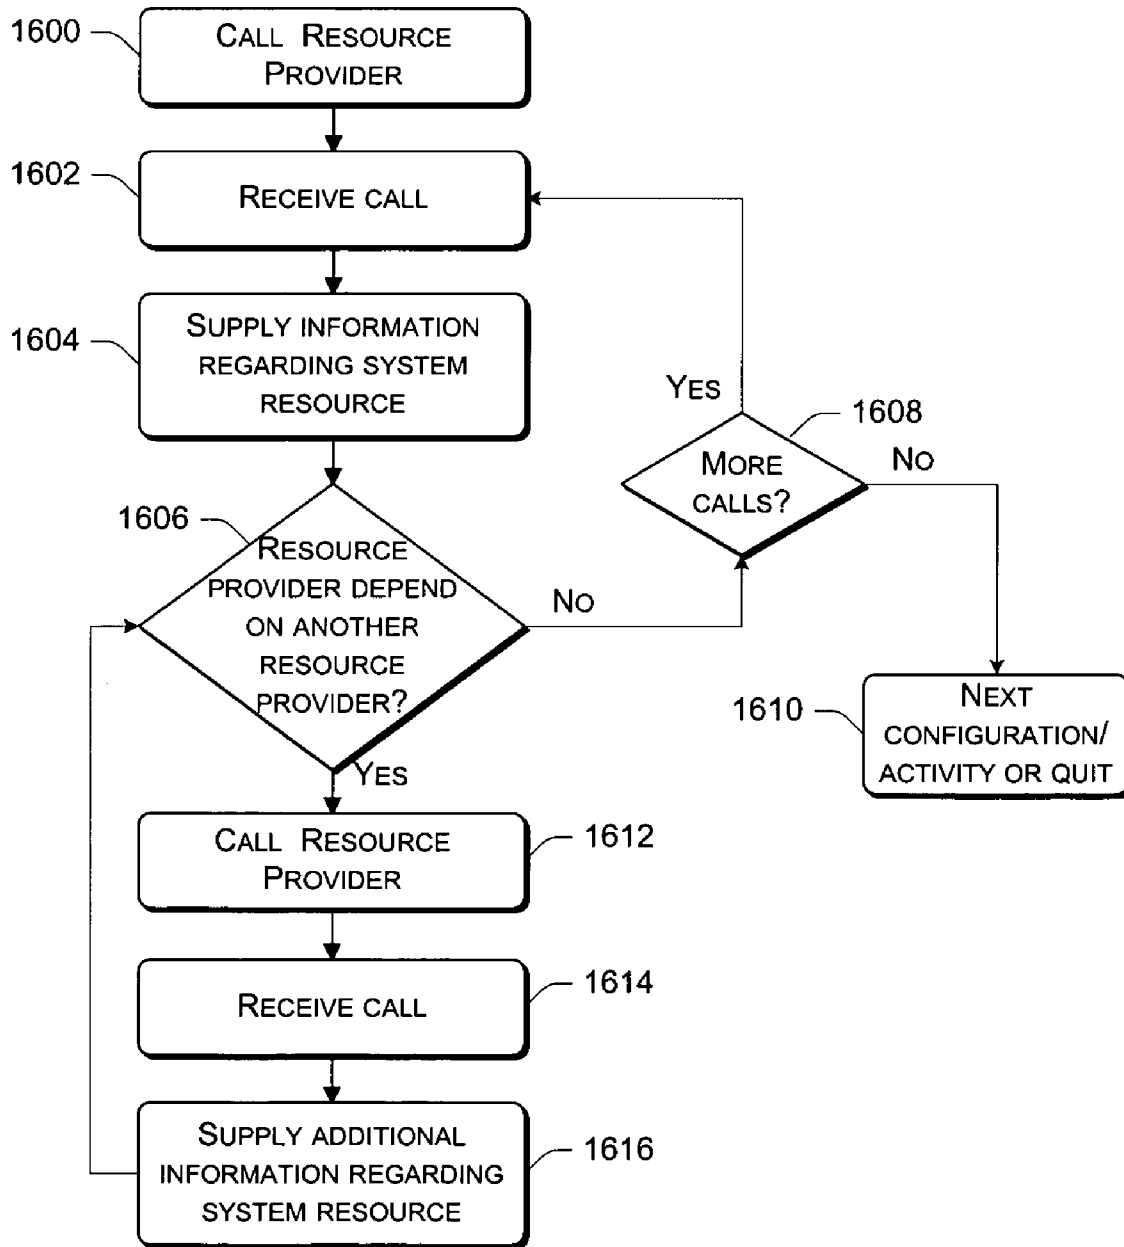 1600
CALL RESOURCE
PROVIDER
1602
RECEIVE CALL
1604
SUPPLY INFORMATION
REGARDING SYSTEM
RESOURCE
YES
1608
MORE
CALLS?
NO
1606
RESOURCE
PROVIDER DEPEND
ON ANOTHER
RESOURCE
PROVIDER?
NO
YES
1610
NEXT
CONFIGURATION/
ACTIVITY OR QUIT
CALL RESOURCE
PROVIDER
1612
RECEIVE CALL
1614
SUPPLY ADDITIONAL
INFORMATION REGARDING
SYSTEM RESOURCE
1616